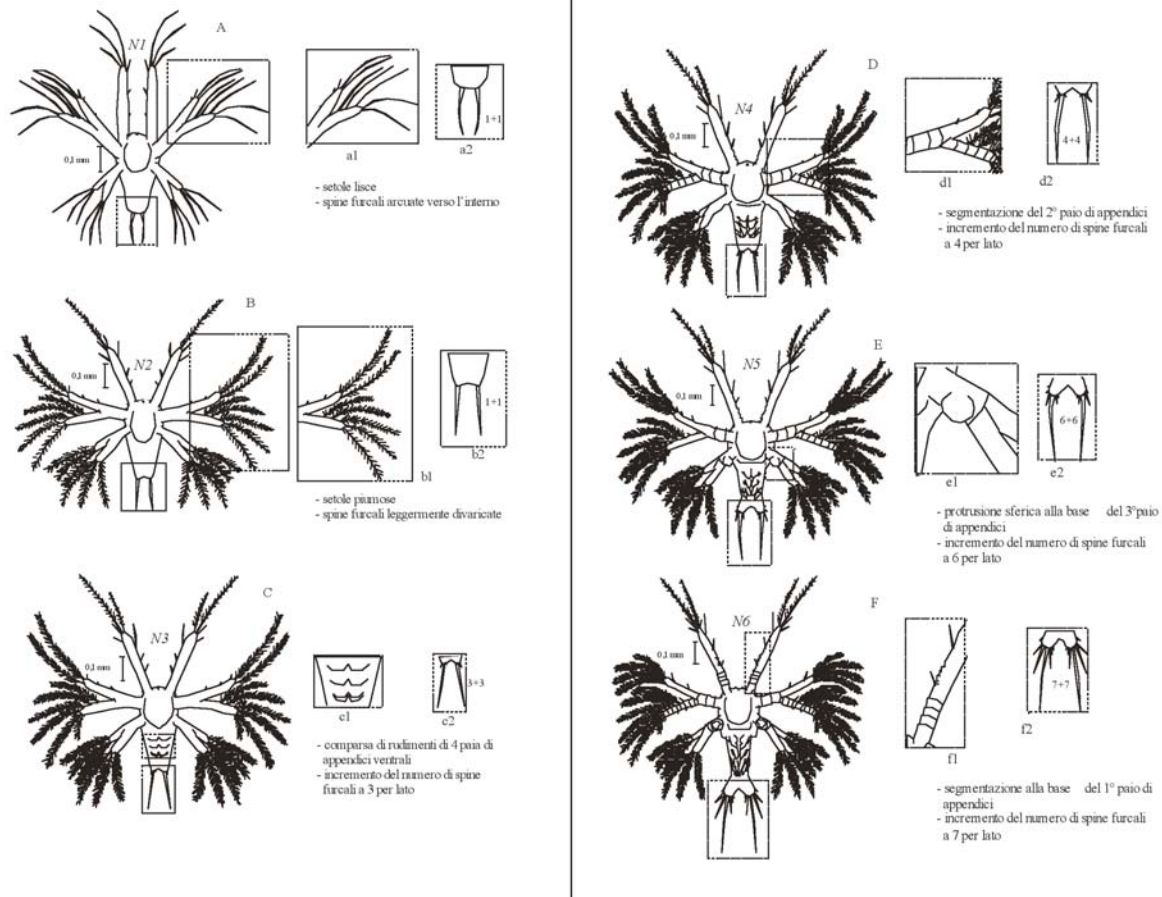 A
N1
0,1 mm
a1
1+1
a2
- setole lisce
- spine furcali arcuate verso l'interno
B
N2
0,1 mm
b1
1+1
b2
- setole piumose
- spine furcali leggermente divaricate
C
N3
0,1 mm
c1
3+3
c2
- comparsa di rudimenti di 4 paia di
appendici ventrali
- incremento del numero di spine
furcali a 3 per lato
D
N4
0,1 mm
d1
4+4
d2
- segmentazione del 2° paio di appendici
- incremento del numero di spine furcali
a 4 per lato
E
N5
0,1 mm
e1
6+6
e2
- protrusione sferica alla base del 3°paio
di appendici
- incremento del numero di spine furcali
a 6 per lato
F
N6
0,1 mm
f1
7+7
f2
- segmentazione alla base del 1° paio di
appendici
- incremento del numero di spine furcali
a 7 per lato